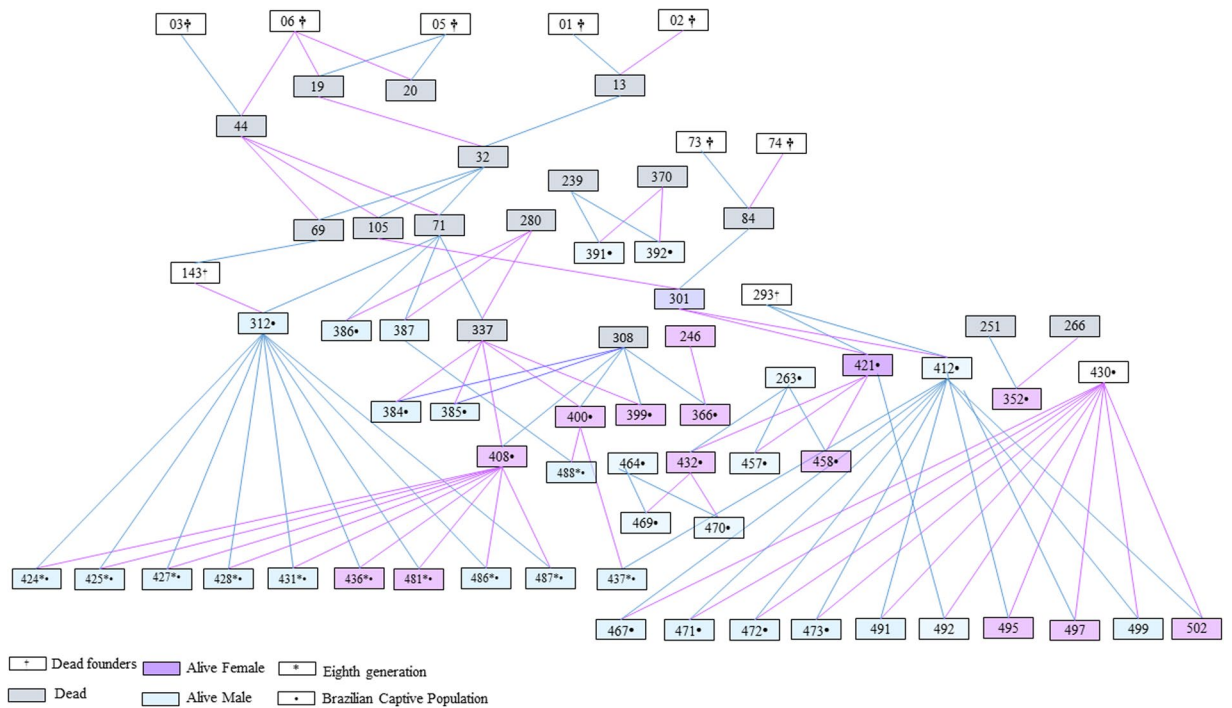 03✝ 06 ✝ 05 ✝ 01 ✝ 02 ✝
19 20 13
44
32 73 ✝ 74 ✝
239 370
69 105 71 280 84
391• 392•
143†
301 293†
312• 386• 387 337 308 246 251 266
421• 412• 430•
263•
384• 385• 400• 399• 366• 352•
408• 488*• 464• 432• 457• 458•
469• 470•
424*• 425*• 427*• 428*• 431*• 436*• 481*• 486*• 487*• 437*•
467• 471• 472• 473• 491 492 495 497 499 502
† Dead founders Alive Female * Eighth generation
Dead Alive Male • Brazilian Captive Population